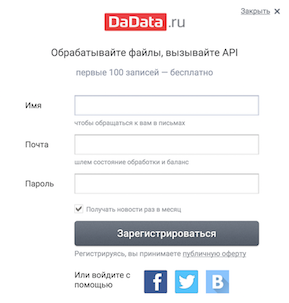 Закрыть ×
DaData.ru
Обрабатывайте файлы, вызывайте API
первые 100 записей — бесплатно
Имя
чтобы обращаться к вам в письмах
Почта
шлем состояние обработки и баланс
Пароль
Получать новости раз в месяц
Зарегистрироваться
Регистрируясь, вы принимаете публичную оферту
Или войдите с
помощью